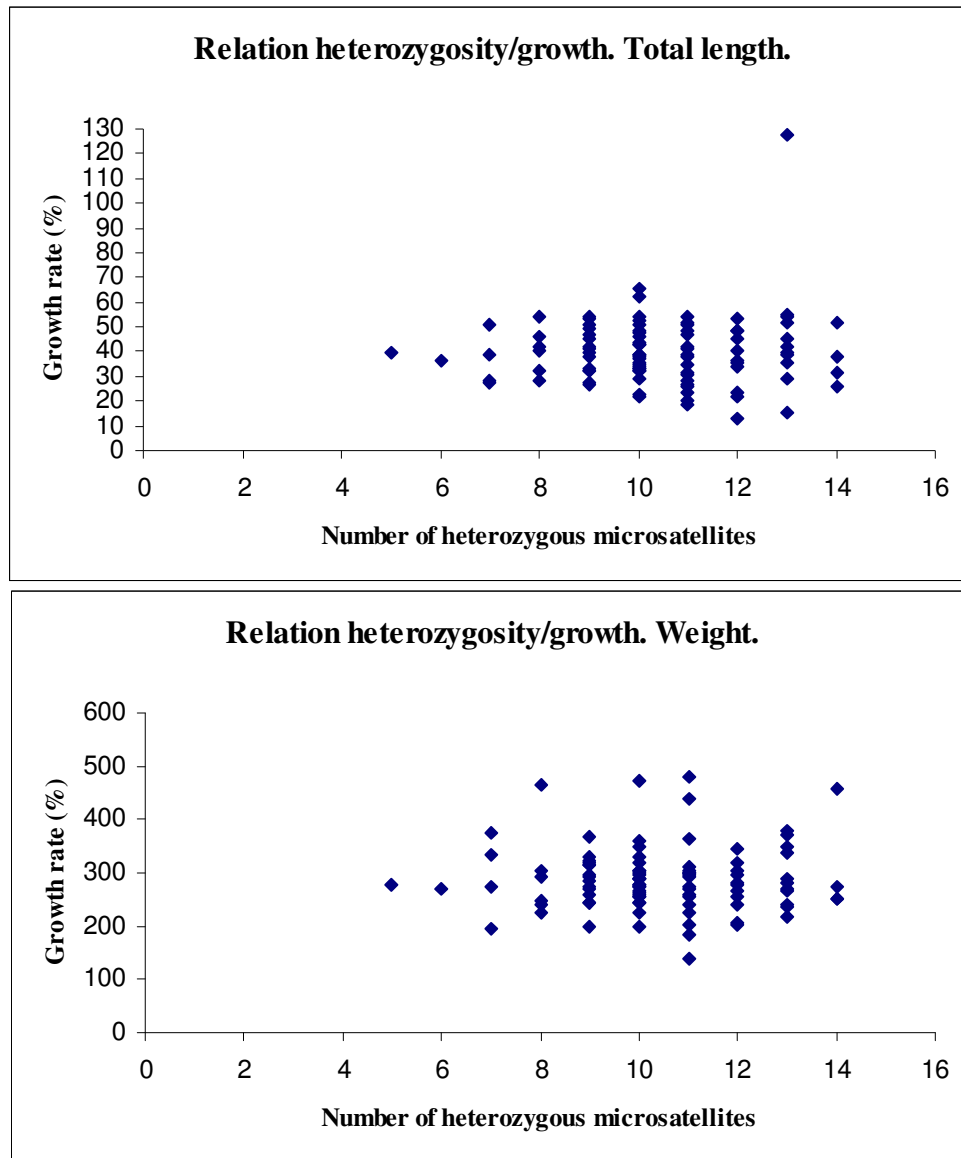 Relation heterozygosity/growth. Total length.
Growth rate (%)
130
120
110
100
90
80
70
60
50
40
30
20
10
0
0 2 4 6 8 10 12 14 16
Number of heterozygous microsatellites
Relation heterozygosity/growth. Weight.
Growth rate (%)
600
500
400
300
200
100
0
0 2 4 6 8 10 12 14 16
Number of heterozygous microsatellites